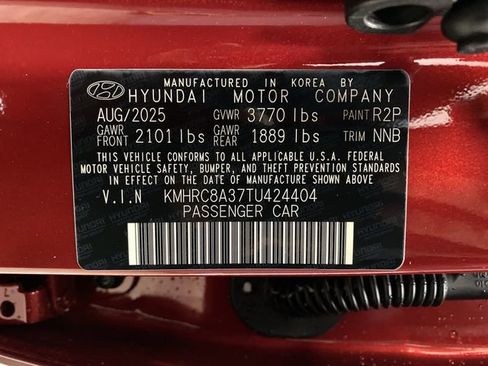 MANUFACTURED IN KOREA BY
HYUNDAI MOTOR COMPANY
AUG/2025 GVWR 3770 lbs PAINT R2P
GAWR FRONT 2101 lbs GAWR REAR 1889 lbs TRIM NNB
THIS VEHICLE CONFORMS TO ALL APPLICABLE U.S.A. FEDERAL
MOTOR VEHICLE SAFETY, BUMPER, AND THEFT PREVENTION STANDARDS
IN EFFECT ON THE DATE OF MANUFACTURE SHOWN ABOVE.
V.I.N KMHRC8A37TU424404
PASSENGER CAR